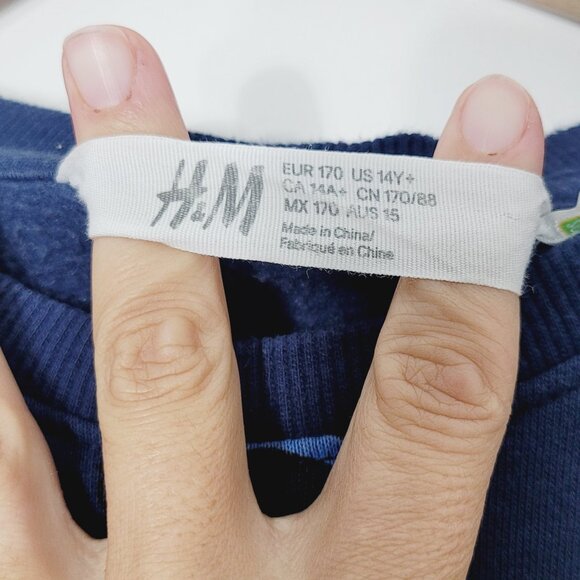 H&M
EUR 170 US 14Y+
CA 14A+ CN 170/88
MX 170 AUS 15
Made in China/
Fabriqué en Chine